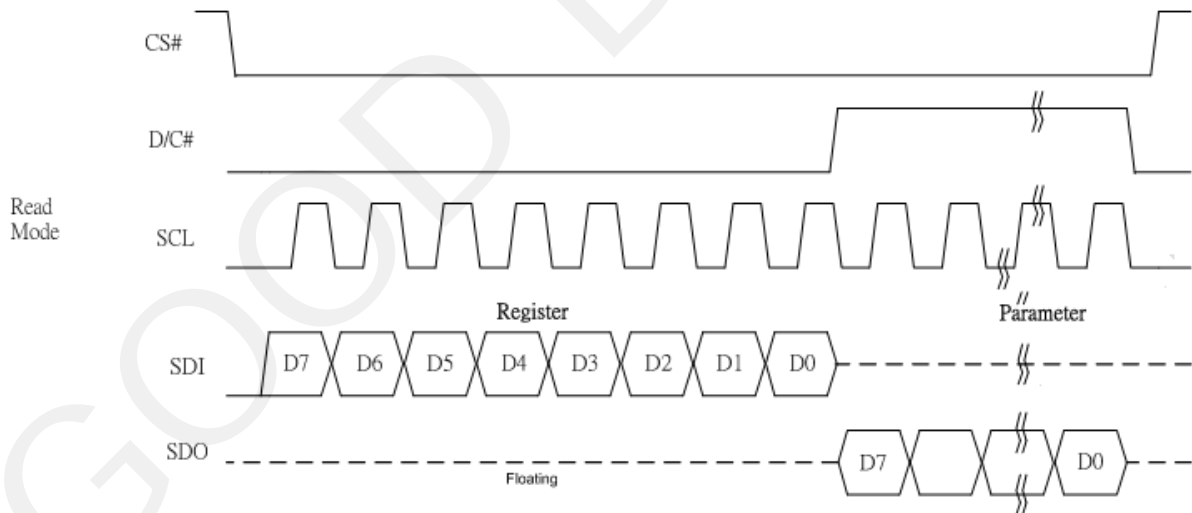 CS#
D/C#
Read
Mode
SCL
Register
Parameter
SDI
D7 D6 D5 D4 D3 D2 D1 D0
SDO
Floating
D7
D0
GOOD